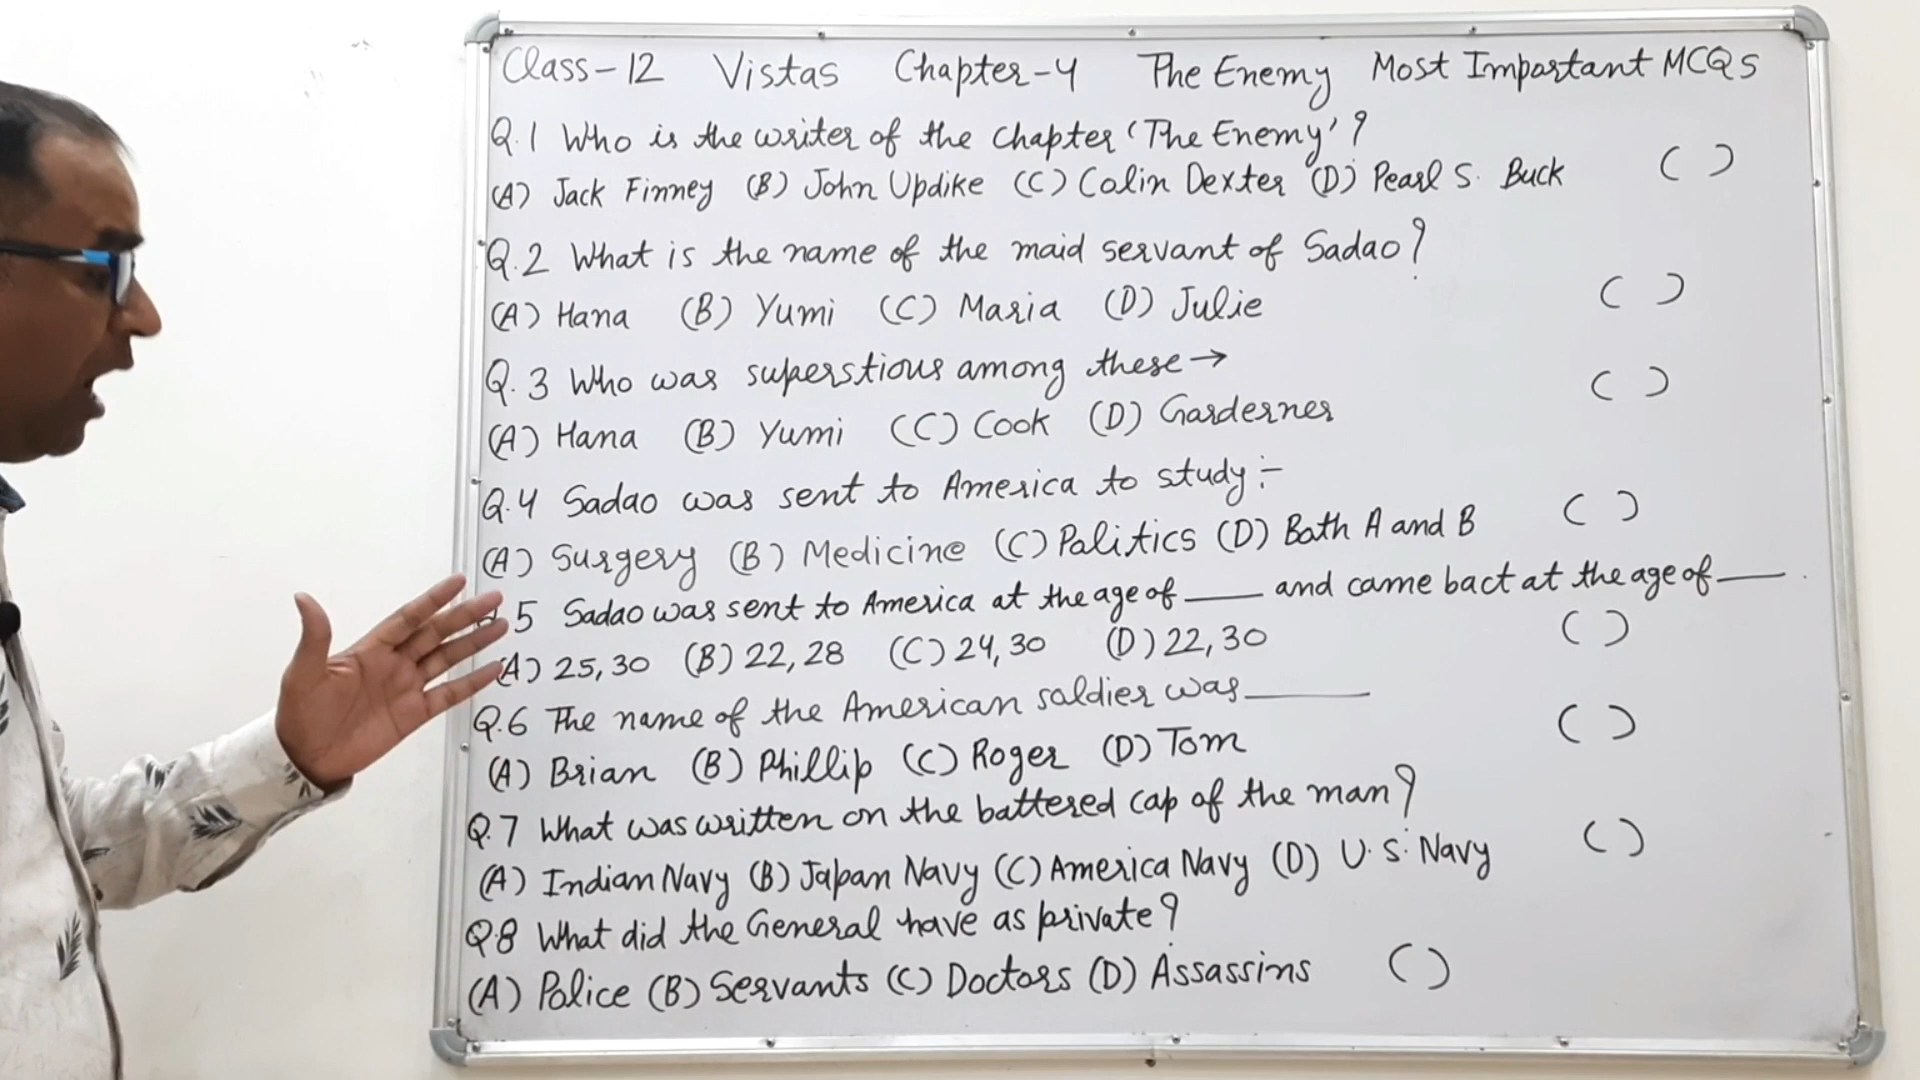 Class-12 Vistas Chapter-4 The Enemy Most Impartant MCQs
Q.1 Who is the writer of the chapter 'The Enemy'?
(A) Jack Finney (B) John Updike (C) Colin Dexter (D) Pearl S. Buck ( )
Q.2 What is the name of the maid servant of Sadao?
(A) Hana (B) Yumi (C) Maria (D) Julie ( )
Q.3 Who was superstious among these →
(A) Hana (B) Yumi (C) Cook (D) Garderner ( )
Q.4 Sadao was sent to America to study :-
(A) Surgery (B) Medicine (C) Palitics (D) Bath A and B ( )
5 Sadao was sent to America at the age of ___ and came bact at the age of ___.
(A) 25,30 (B) 22,28 (C) 24,30 (D) 22,30 ( )
Q.6 The name of the American saldier was ___
(A) Brian (B) Phillip (C) Roger (D) Tom ( )
Q.7 What was written on the battered cap of the man?
(A) Indian Navy (B) Japan Navy (C) America Navy (D) U.S. Navy ( )
Q.8 What did the General have as private?
(A) Police (B) Servants (C) Doctors (D) Assassins ( )